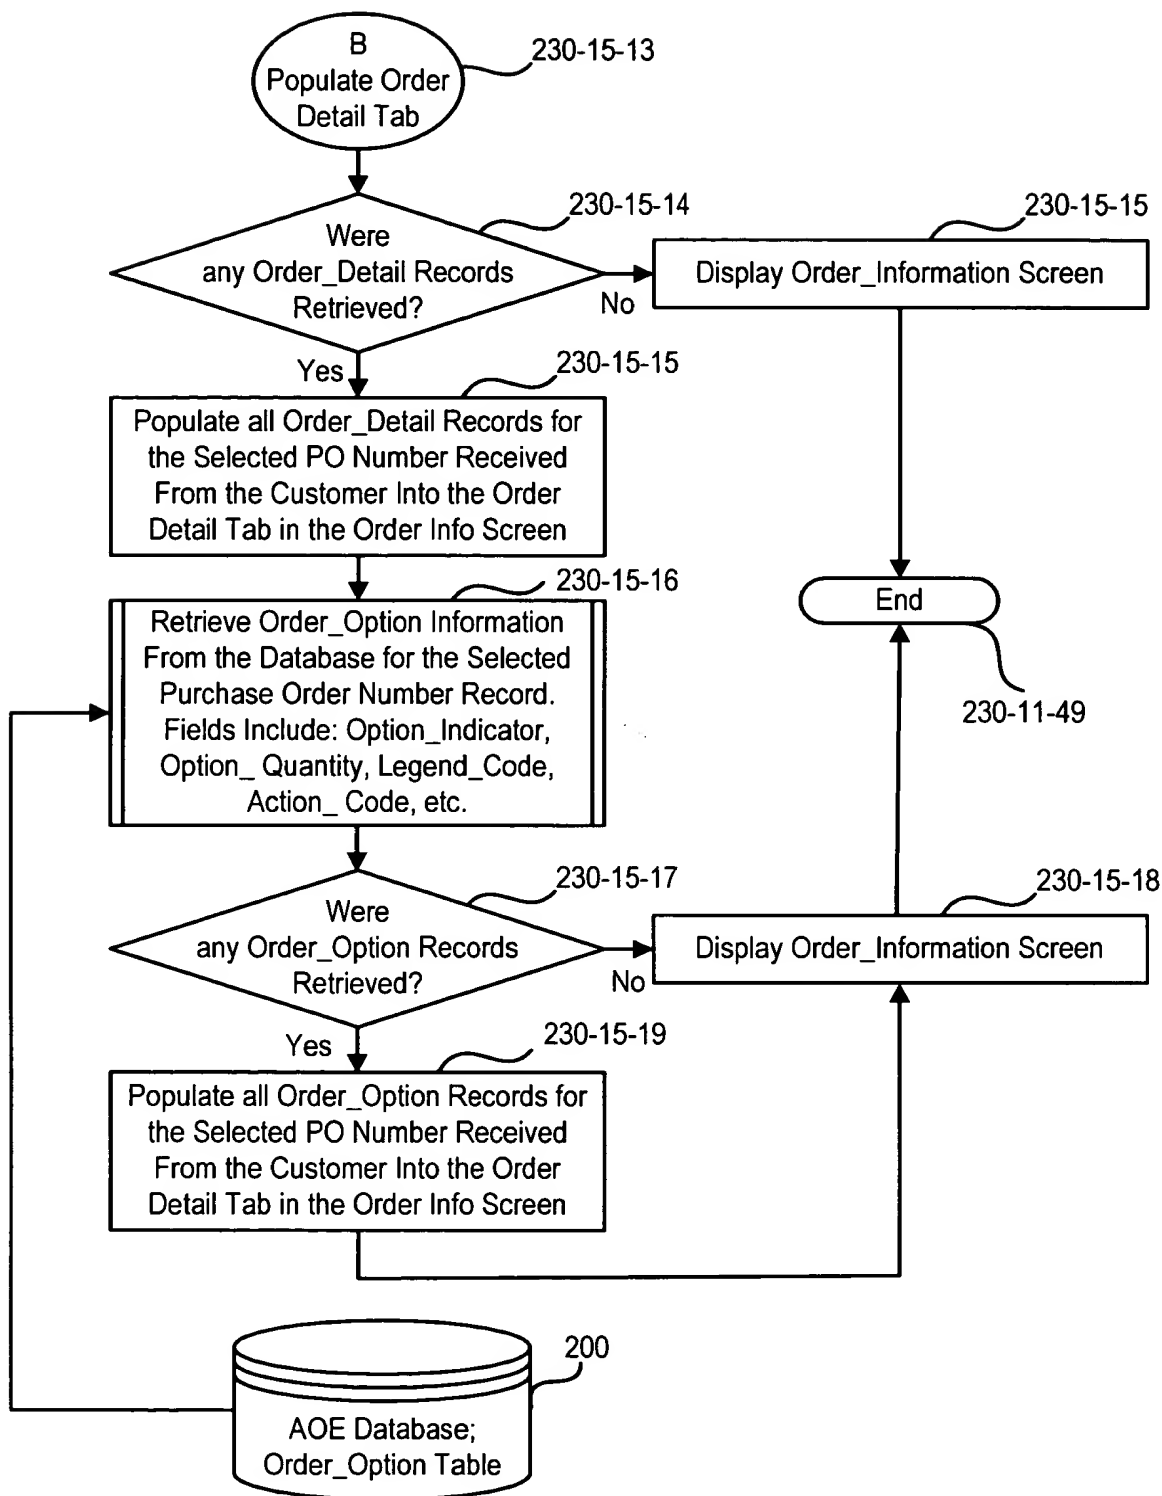 B
Populate Order
Detail Tab
230-15-13
230-15-14
Were
any Order_Detail Records
Retrieved?
No
230-15-15
Display Order_Information Screen
Yes
230-15-15
Populate all Order_Detail Records for
the Selected PO Number Received
From the Customer Into the Order
Detail Tab in the Order Info Screen
230-15-16
Retrieve Order_Option Information
From the Database for the Selected
Purchase Order Number Record.
Fields Include: Option_Indicator,
Option_ Quantity, Legend_Code,
Action_ Code, etc.
End
230-11-49
230-15-17
Were
any Order_Option Records
Retrieved?
No
230-15-18
Display Order_Information Screen
Yes
230-15-19
Populate all Order_Option Records for
the Selected PO Number Received
From the Customer Into the Order
Detail Tab in the Order Info Screen
200
AOE Database;
Order_Option Table